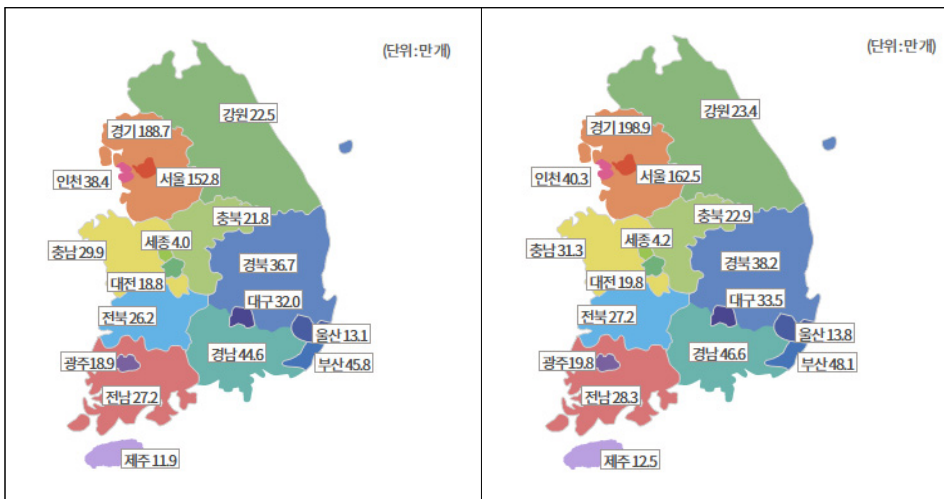 (단위:만개)
강원 22.5
경기 188.7
인천 38.4
서울 152.8
충북 21.8
세종 4.0
충남 29.9
경북 36.7
대전 18.8
대구 32.0
전북 26.2
울산 13.1
경남 44.6
광주18.9
부산 45.8
전남 27.2
제주 11.9
(단위:만개)
강원 23.4
경기 198.9
인천 40.3
서울 162.5
충북 22.9
세종 4.2
충남 31.3
경북 38.2
대전 19.8
대구 33.5
전북 27.2
울산 13.8
경남 46.6
광주19.8
부산 48.1
전남 28.3
제주 12.5